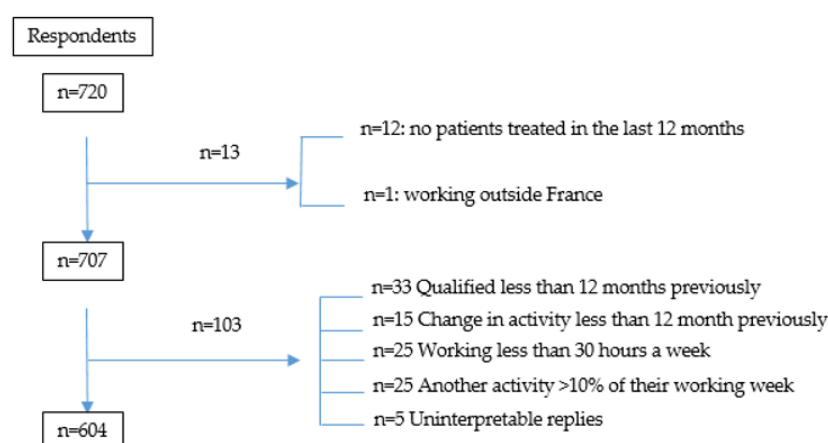 Respondents
n=720
n=13
n=12: no patients treated in the last 12 months
n=1: working outside France
n=707
n=103
n=33 Qualified less than 12 months previously
n=15 Change in activity less than 12 month previously
n=25 Working less than 30 hours a week
n=25 Another activity >10% of their working week
n=5 Uninterpretable replies
n=604